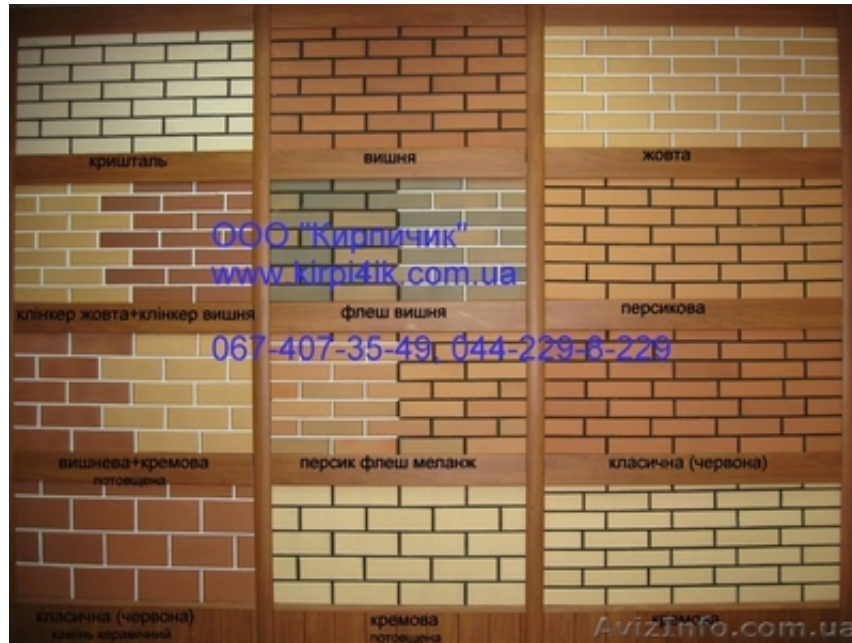 кришталь
вишня
жовта
ООО "Кирпичик"
www.kirpi4ik.com.ua
клінкер жовта+клінкер вишня
флеш вишня
персикова
067-407-35-49, 044-229-8-229
вишнева+кремова
потовщена
персик флеш меланж
класична (червона)
класична (червона)
камінь керамічний
кремова
потовщена
кремова
AvizInfo.com.ua